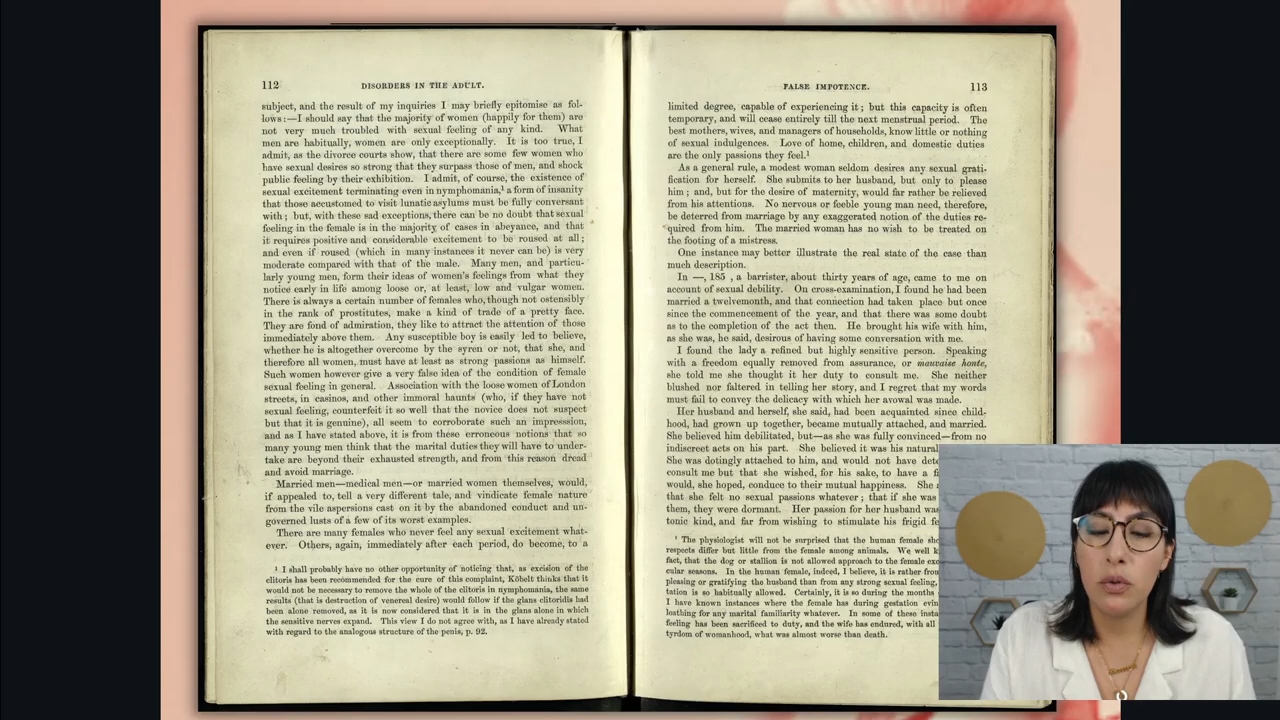 112
DISORDERS IN THE ADULT.
subject, and the result of my inquiries I may briefly epitomise as fol-
lows:—I should say that the majority of women (happily for them) are
not very much troubled with sexual feeling of any kind. What
men are habitually, women are only exceptionally. It is too true, I
admit, as the divorce courts show, that there are some few women who
have sexual desires so strong that they surpass those of men, and shock
public feeling by their exhibition. I admit, of course, the existence of
sexual excitement terminating even in nymphomania,¹ a form of insanity
that those accustomed to visit lunatic asylums must be fully conversant
with; but, with these sad exceptions, there can be no doubt that sexual
feeling in the female is in the majority of cases in abeyance, and that
it requires positive and considerable excitement to be roused at all;
and even if roused (which in many instances it never can be) is very
moderate compared with that of the male. Many men, and particu-
larly young men, form their ideas of women's feelings from what they
notice early in life among loose or, at least, low and vulgar women.
There is always a certain number of females who, though not ostensibly
in the rank of prostitutes, make a kind of trade of a pretty face.
They are fond of admiration, they like to attract the attention of those
immediately above them. Any susceptible boy is easily led to believe,
whether he is altogether overcome by the syren or not, that she, and
therefore all women, must have at least as strong passions as himself.
Such women however give a very false idea of the condition of female
sexual feeling in general. Association with the loose women of London
streets, in casinos, and other immoral haunts (who, if they have not
sexual feeling, counterfeit it so well that the novice does not suspect
but that it is genuine), all seem to corroborate such an impresssion,
and as I have stated above, it is from these erroneous notions that so
many young men think that the marital duties they will have to under-
take are beyond their exhausted strength, and from this reason dread
and avoid marriage.
Married men—medical men—or married women themselves, would,
if appealed to, tell a very different tale, and vindicate female nature
from the vile aspersions cast on it by the abandoned conduct and un-
governed lusts of a few of its worst examples.
There are many females who never feel any sexual excitement what-
ever. Others, again, immediately after each period, do become, to a
¹ I shall probably have no other opportunity of noticing that, as excision of the
clitoris has been recommended for the cure of this complaint, Köbelt thinks that it
would not be necessary to remove the whole of the clitoris in nymphomania, the same
results (that is destruction of venereal desire) would follow if the glans clitoridis had
been alone removed, as it is now considered that it is in the glans alone in which
the sensitive nerves expand. This view I do not agree with, as I have already stated
with regard to the analogous structure of the penis, p. 92.
FALSE IMPOTENCE.
113
limited degree, capable of experiencing it; but this capacity is often
temporary, and will cease entirely till the next menstrual period. The
best mothers, wives, and managers of households, know little or nothing
of sexual indulgences. Love of home, children, and domestic duties
are the only passions they feel.¹
As a general rule, a modest woman seldom desires any sexual grati-
fication for herself. She submits to her husband, but only to please
him; and, but for the desire of maternity, would far rather be relieved
from his attentions. No nervous or feeble young man need, therefore,
be deterred from marriage by any exaggerated notion of the duties re-
quired from him. The married woman has no wish to be treated on
the footing of a mistress.
One instance may better illustrate the real state of the case than
much description.
In —, 185 , a barrister, about thirty years of age, came to me on
account of sexual debility. On cross-examination, I found he had been
married a twelvemonth, and that connection had taken place but once
since the commencement of the year, and that there was some doubt
as to the completion of the act then. He brought his wife with him,
as she was, he said, desirous of having some conversation with me.
I found the lady a refined but highly sensitive person. Speaking
with a freedom equally removed from assurance, or mauvaise honte,
she told me she thought it her duty to consult me. She neither
blushed nor faltered in telling her story, and I regret that my words
must fail to convey the delicacy with which her avowal was made.
Her husband and herself, she said, had been acquainted since child-
hood, had grown up together, became mutually attached, and married.
She believed him debilitated, but—as she was fully convinced—from no
indiscreet acts on his part. She believed it was his natural
She was dotingly attached to him, and would not have
consult me but that she wished, for his sake, to have a
would, she hoped, conduce to their mutual happiness. She
that she felt no sexual passions whatever; that if she was
them, they were dormant. Her passion for her husband was
tonic kind, and far from wishing to stimulate his frigid
¹ The physiologist will not be surprised that the human female
respects differ but little from the female among animals. We well
fact, that the dog or stallion is not allowed approach to the female
cular seasons. In the human female, indeed, I believe, it is rather
pleasing or gratifying the husband than from any strong sexual feeling,
tation is so habitually allowed. Certainly, it is so during the months
I have known instances where the female has during gestation
loathing for any marital familiarity whatever. In some of these
feeling has been sacrificed to duty, and the wife has endured, with all
tyrdom of womanhood, what was almost worse than death.